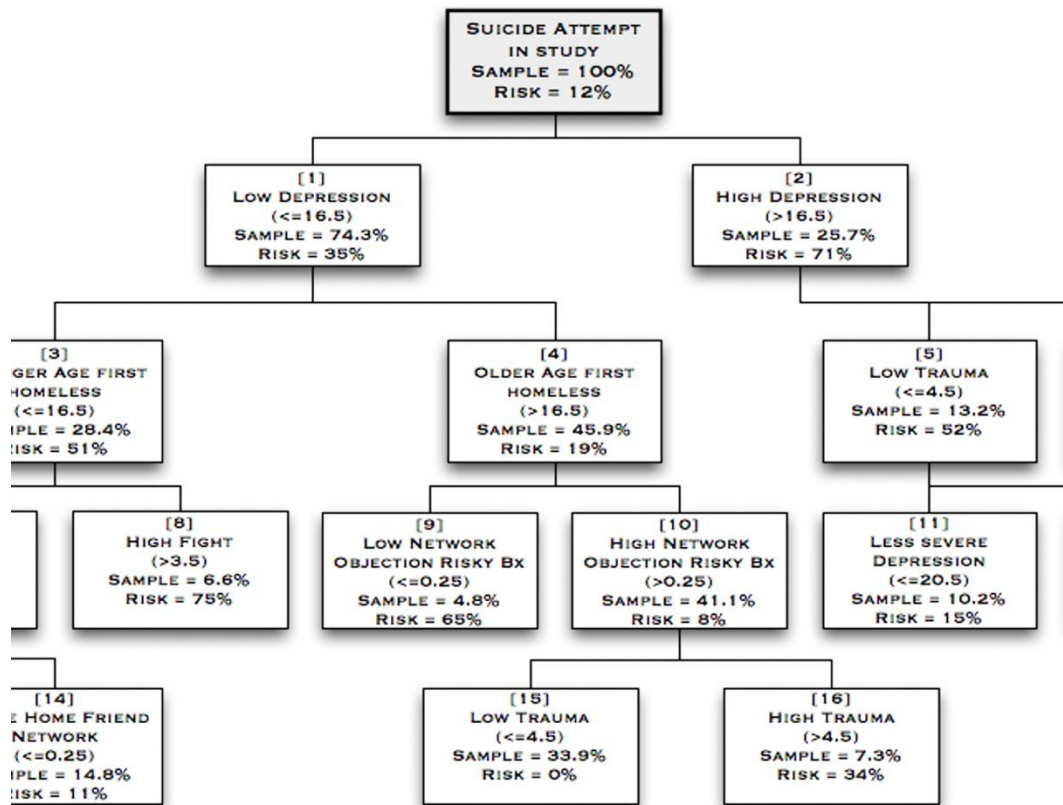 SUICIDE ATTEMPT
IN STUDY
SAMPLE = 100%
RISK = 12%
[1]
LOW DEPRESSION
(<=16.5)
SAMPLE = 74.3%
RISK = 35%
[2]
HIGH DEPRESSION
(>16.5)
SAMPLE = 25.7%
RISK = 71%
[3]
GER AGE FIRST
HOMELESS
(<=16.5)
PLE = 28.4%
RISK = 51%
[4]
OLDER AGE FIRST
HOMELESS
(>16.5)
SAMPLE = 45.9%
RISK = 19%
[5]
LOW TRAUMA
(<=4.5)
SAMPLE = 13.2%
RISK = 52%
[8]
HIGH FIGHT
(>3.5)
SAMPLE = 6.6%
RISK = 75%
[9]
LOW NETWORK
OBJECTION RISKY BX
(<=0.25)
SAMPLE = 4.8%
RISK = 65%
[10]
HIGH NETWORK
OBJECTION RISKY BX
(>0.25)
SAMPLE = 41.1%
RISK = 8%
[11]
LESS SEVERE
DEPRESSION
(<=20.5)
SAMPLE = 10.2%
RISK = 15%
[14]
E HOME FRIEND
NETWORK
(<=0.25)
PLE = 14.8%
RISK = 11%
[15]
LOW TRAUMA
(<=4.5)
SAMPLE = 33.9%
RISK = 0%
[16]
HIGH TRAUMA
(>4.5)
SAMPLE = 7.3%
RISK = 34%